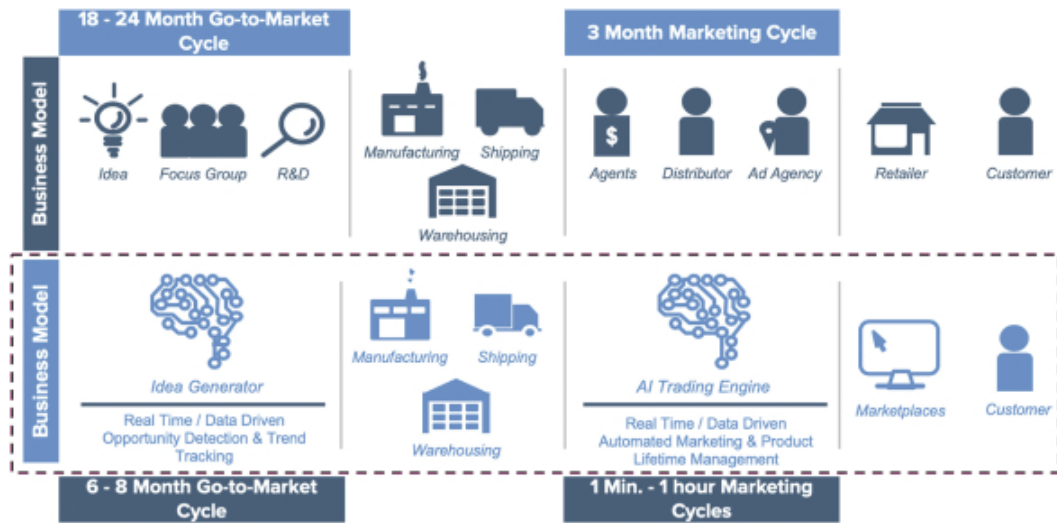 18 - 24 Month Go-to-Market
Cycle
3 Month Marketing Cycle
Business Model
Idea
Focus Group
R&D
Manufacturing
Shipping
Warehousing
Agents
$
Distributor
Ad Agency
Retailer
Customer
Business Model
Idea Generator
Real Time / Data Driven
Opportunity Detection & Trend
Tracking
Manufacturing
Shipping
Warehousing
AI Trading Engine
Real Time / Data Driven
Automated Marketing & Product
Lifetime Management
Marketplaces
Customer
6 - 8 Month Go-to-Market
Cycle
1 Min. - 1 hour Marketing
Cycles